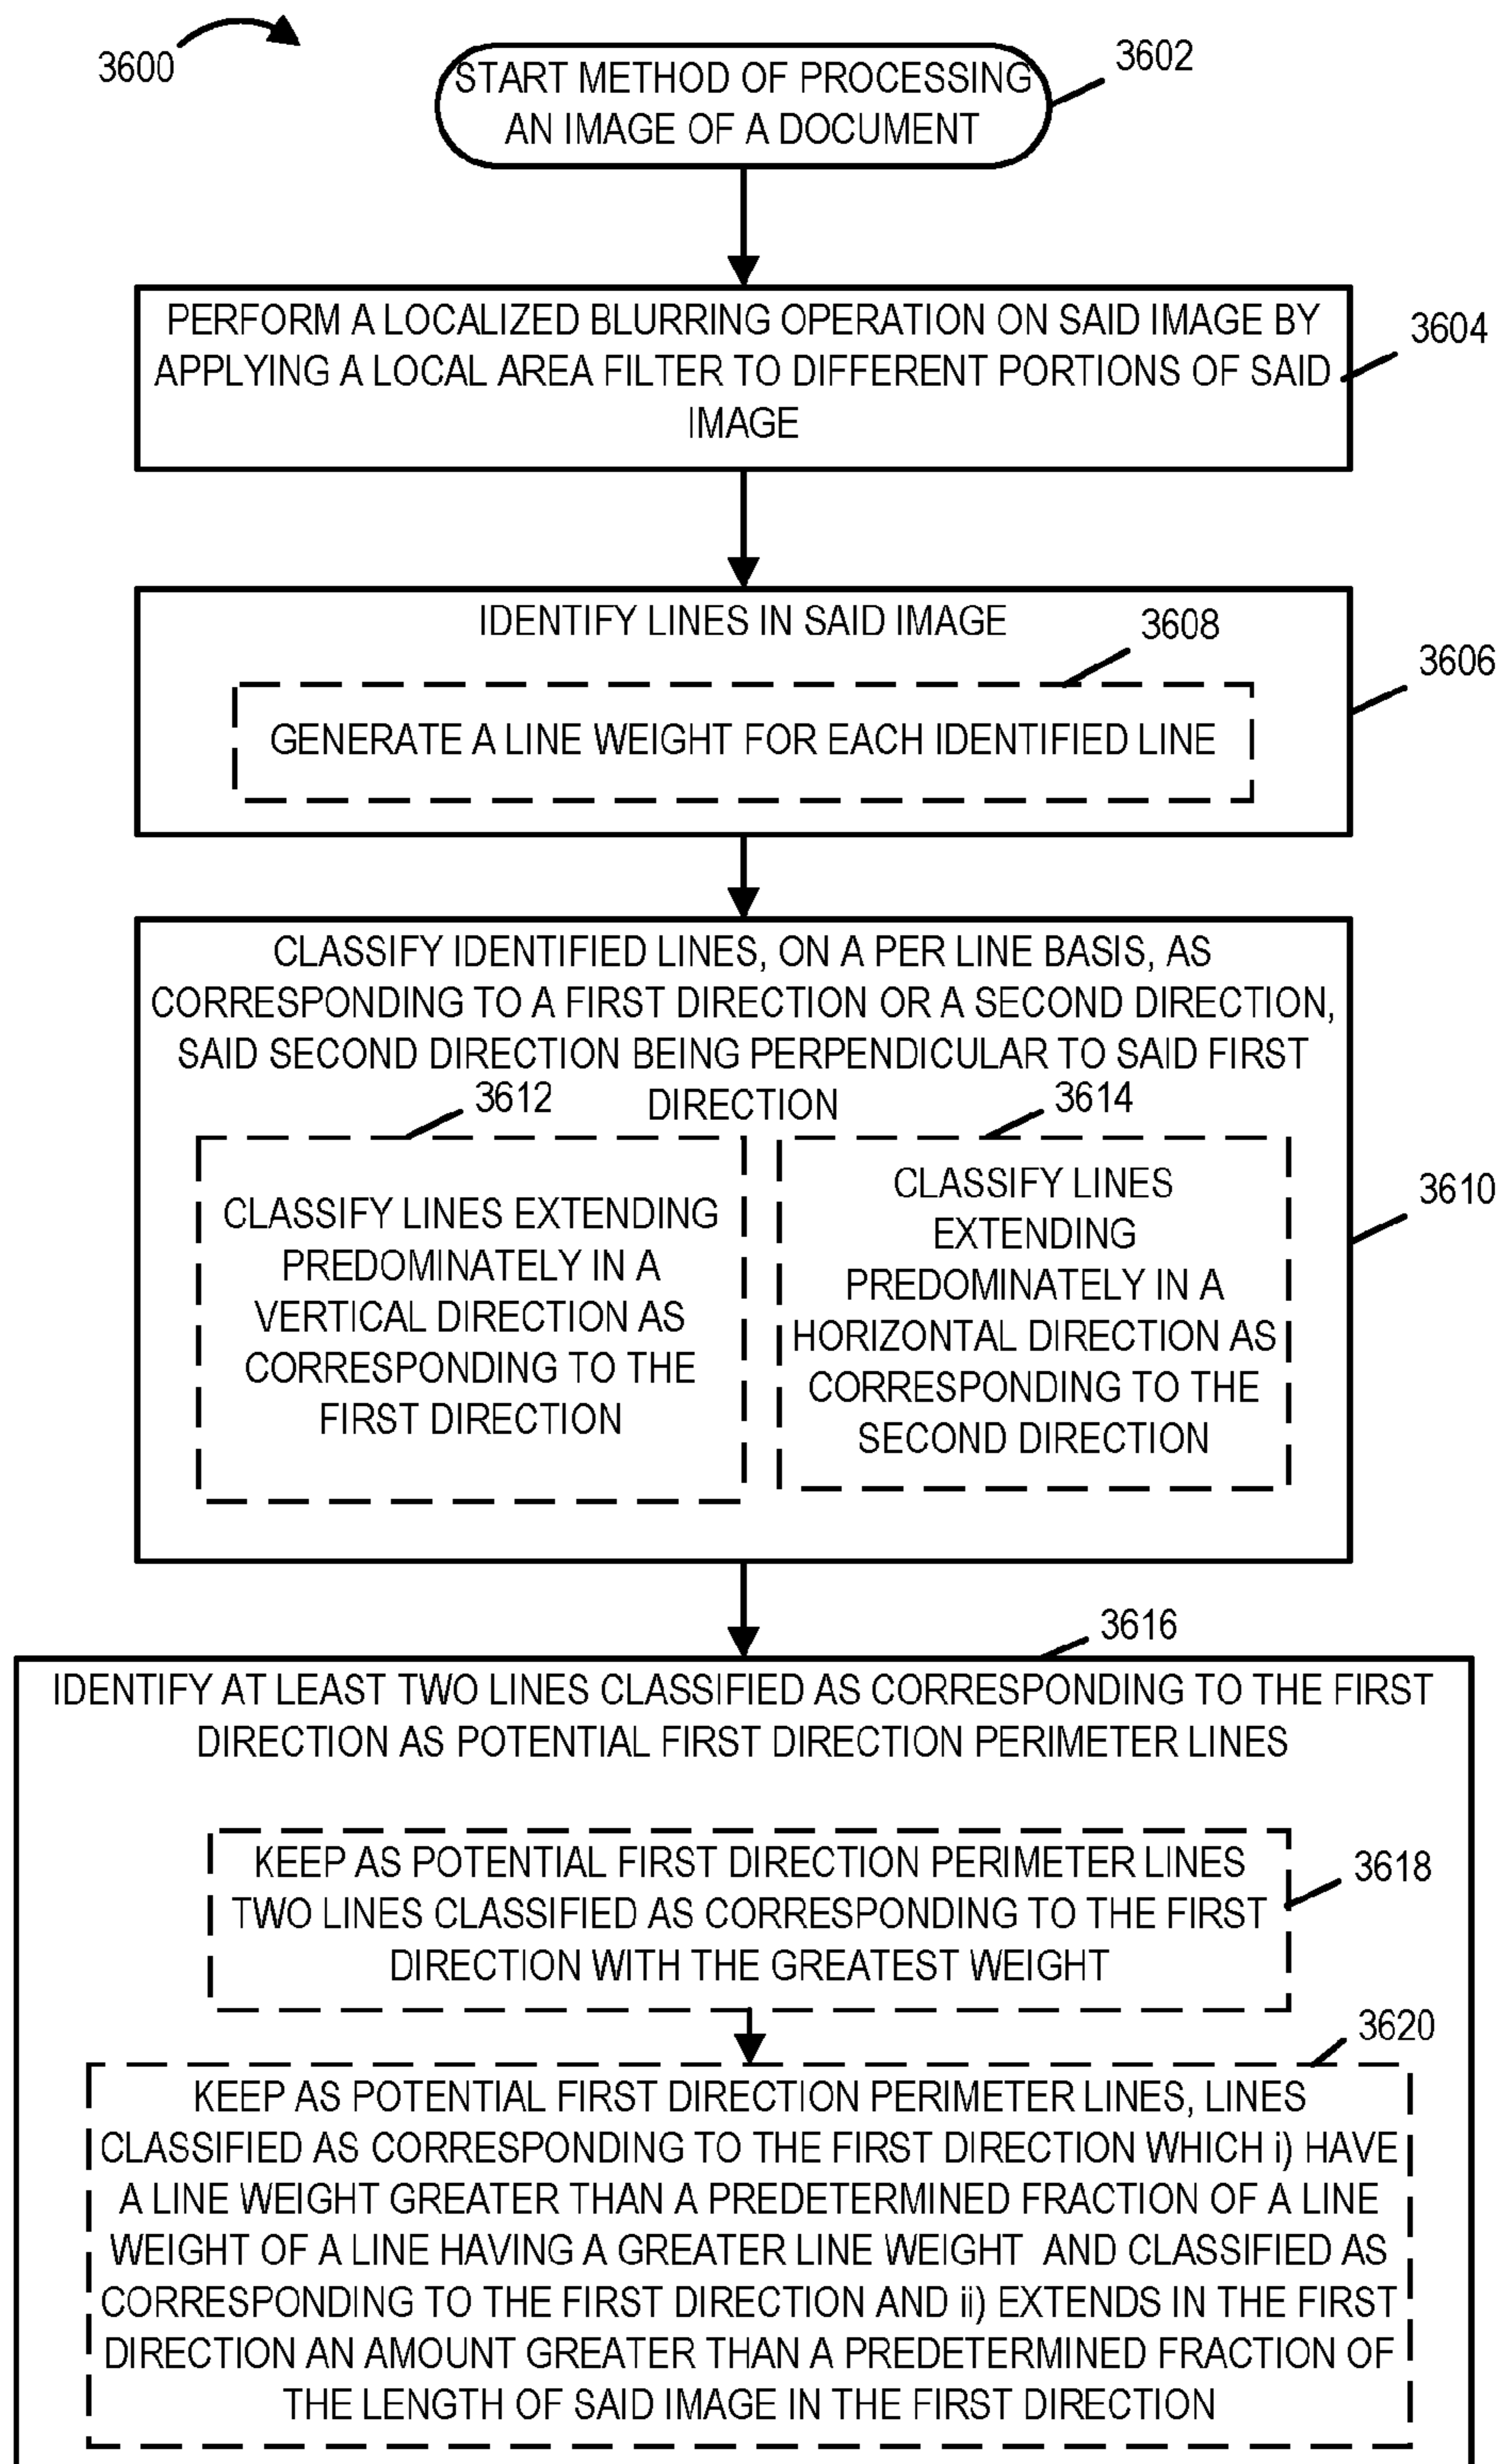 3600
3602
START METHOD OF PROCESSING
AN IMAGE OF A DOCUMENT
3604
PERFORM A LOCALIZED BLURRING OPERATION ON SAID IMAGE BY
APPLYING A LOCAL AREA FILTER TO DIFFERENT PORTIONS OF SAID
IMAGE
3606
IDENTIFY LINES IN SAID IMAGE
3608
GENERATE A LINE WEIGHT FOR EACH IDENTIFIED LINE
3610
CLASSIFY IDENTIFIED LINES, ON A PER LINE BASIS, AS
CORRESPONDING TO A FIRST DIRECTION OR A SECOND DIRECTION,
SAID SECOND DIRECTION BEING PERPENDICULAR TO SAID FIRST
DIRECTION
3612
CLASSIFY LINES EXTENDING
PREDOMINATELY IN A
VERTICAL DIRECTION AS
CORRESPONDING TO THE
FIRST DIRECTION
3614
CLASSIFY LINES
EXTENDING
PREDOMINATELY IN A
HORIZONTAL DIRECTION AS
CORRESPONDING TO THE
SECOND DIRECTION
3616
IDENTIFY AT LEAST TWO LINES CLASSIFIED AS CORRESPONDING TO THE FIRST
DIRECTION AS POTENTIAL FIRST DIRECTION PERIMETER LINES
3618
KEEP AS POTENTIAL FIRST DIRECTION PERIMETER LINES
TWO LINES CLASSIFIED AS CORRESPONDING TO THE FIRST
DIRECTION WITH THE GREATEST WEIGHT
3620
KEEP AS POTENTIAL FIRST DIRECTION PERIMETER LINES, LINES
CLASSIFIED AS CORRESPONDING TO THE FIRST DIRECTION WHICH i) HAVE
A LINE WEIGHT GREATER THAN A PREDETERMINED FRACTION OF A LINE
WEIGHT OF A LINE HAVING A GREATER LINE WEIGHT AND CLASSIFIED AS
CORRESPONDING TO THE FIRST DIRECTION AND ii) EXTENDS IN THE FIRST
DIRECTION AN AMOUNT GREATER THAN A PREDETERMINED FRACTION OF
THE LENGTH OF SAID IMAGE IN THE FIRST DIRECTION